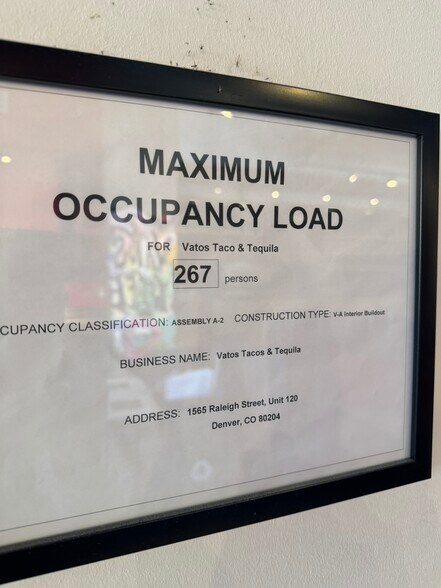 MAXIMUM
OCCUPANCY LOAD
FOR Vatos Taco & Tequila
267 persons
CUPANCY CLASSIFICATION: ASSEMBLY A-2 CONSTRUCTION TYPE: V-A Interior Buildout
BUSINESS NAME: Vatos Tacos & Tequila
ADDRESS: 1565 Raleigh Street, Unit 120
Denver, CO 80204